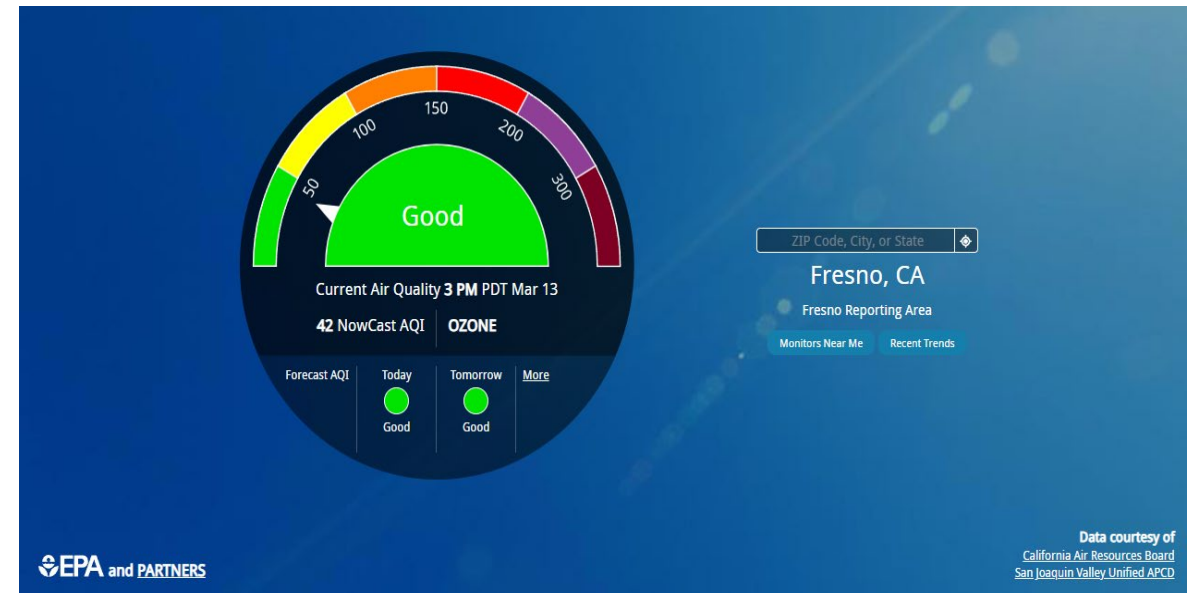 50
100
150
200
300
Good
Current Air Quality 3 PM PDT Mar 13
42 NowCast AQI OZONE
Forecast AQI Today Tomorrow More
Good Good
ZIP Code, City, or State
Fresno, CA
Fresno Reporting Area
Monitors Near Me Recent Trends
EPA and PARTNERS
Data courtesy of
California Air Resources Board
San Joaquin Valley Unified APCD